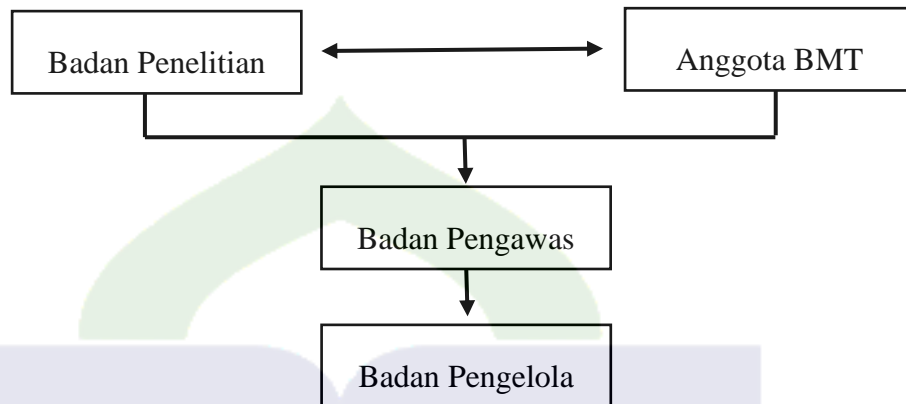 Badan Penelitian
Anggota BMT
Badan Pengawas
Badan Pengelola